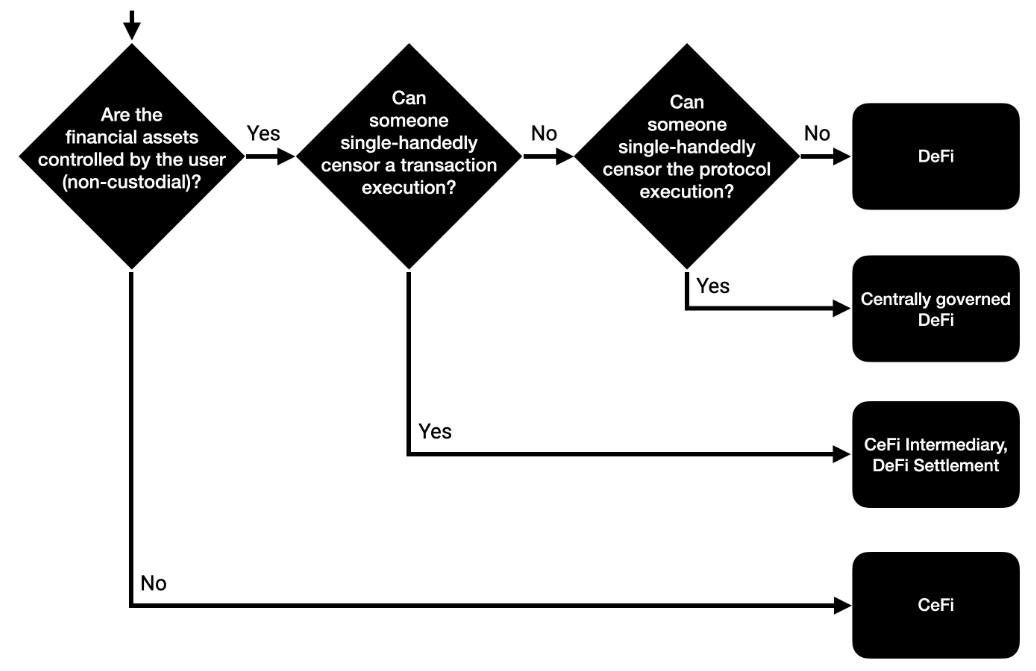 Are the
financial assets
controlled by the user
(non-custodial)?
Yes
Can
someone
single-handedly
censor a transaction
execution?
No
Can
someone
single-handedly
censor the protocol
execution?
No
DeFi
Yes
Centrally governed
DeFi
Yes
CeFi Intermediary,
DeFi Settlement
No
CeFi